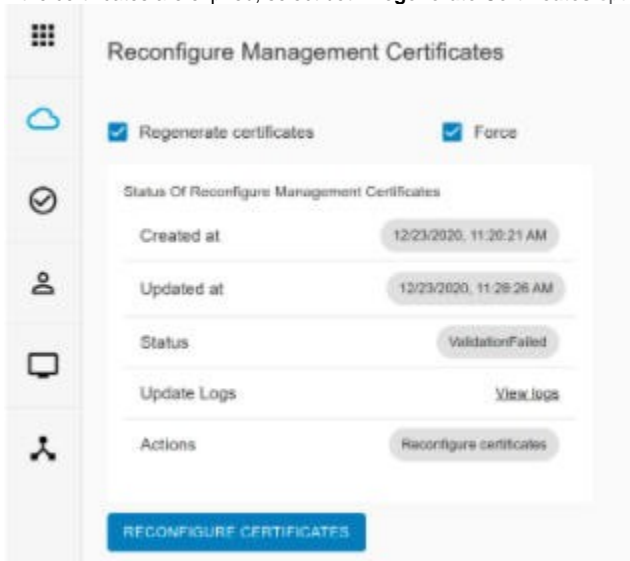 Reconfigure Management Certificates
Regenerate certificates Force
Status Of Reconfigure Management Certificates
Created at 12/23/2020, 11:20:21 AM
Updated at 12/23/2020, 11:28:26 AM
Status ValidationFailed
Update Logs View logs
Actions Reconfigure certificates
RECONFIGURE CERTIFICATES